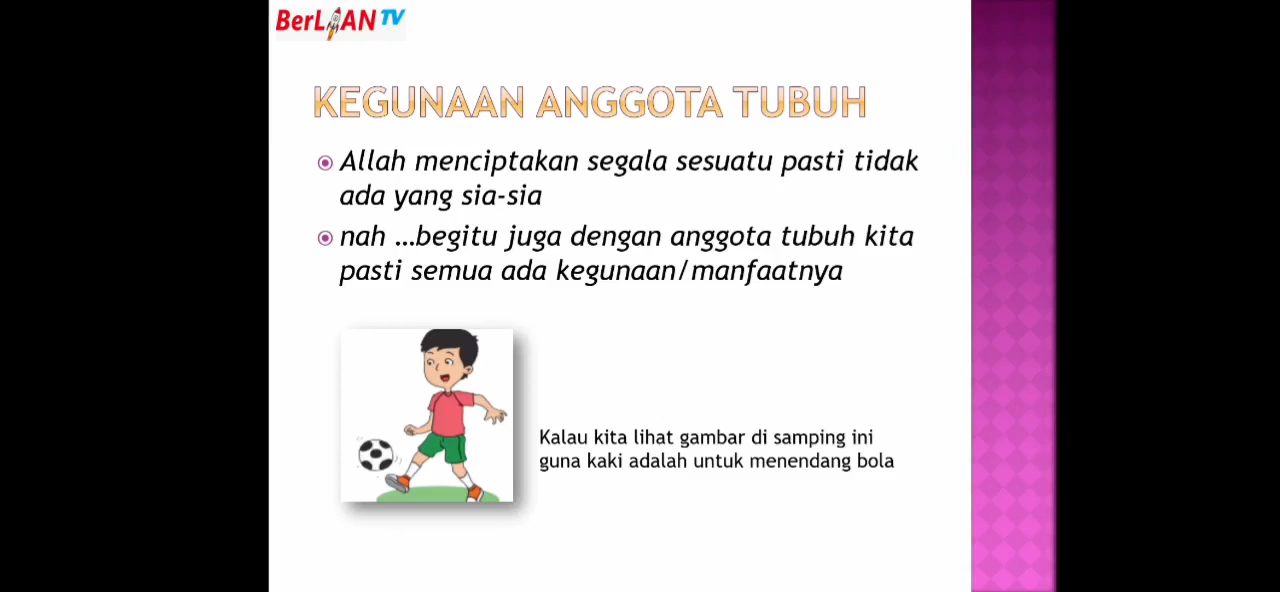 BerLIAN TV
KEGUNAAN ANGGOTA TUBUH
Allah menciptakan segala sesuatu pasti tidak
ada yang sia-sia
nah ...begitu juga dengan anggota tubuh kita
pasti semua ada kegunaan/manfaatnya
Kalau kita lihat gambar di samping ini
guna kaki adalah untuk menendang bola